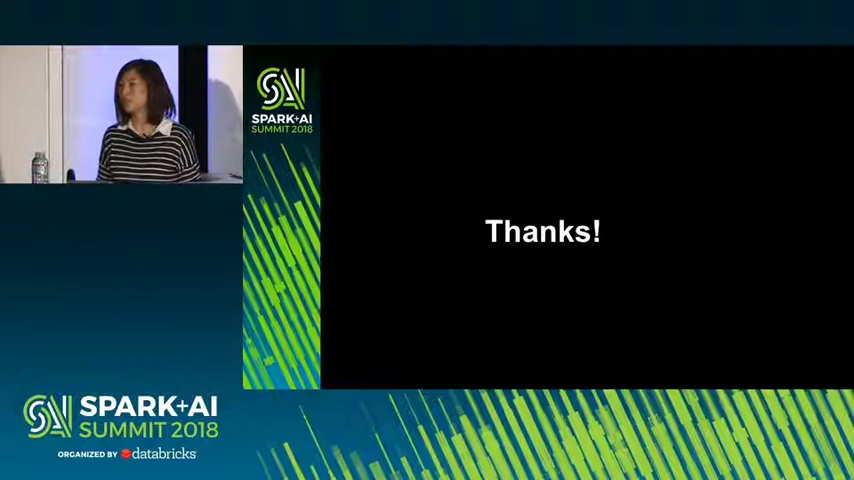 SPARK+AI
SUMMIT 2018
Thanks!
SPARK+AI
SUMMIT 2018
ORGANIZED BY databricks